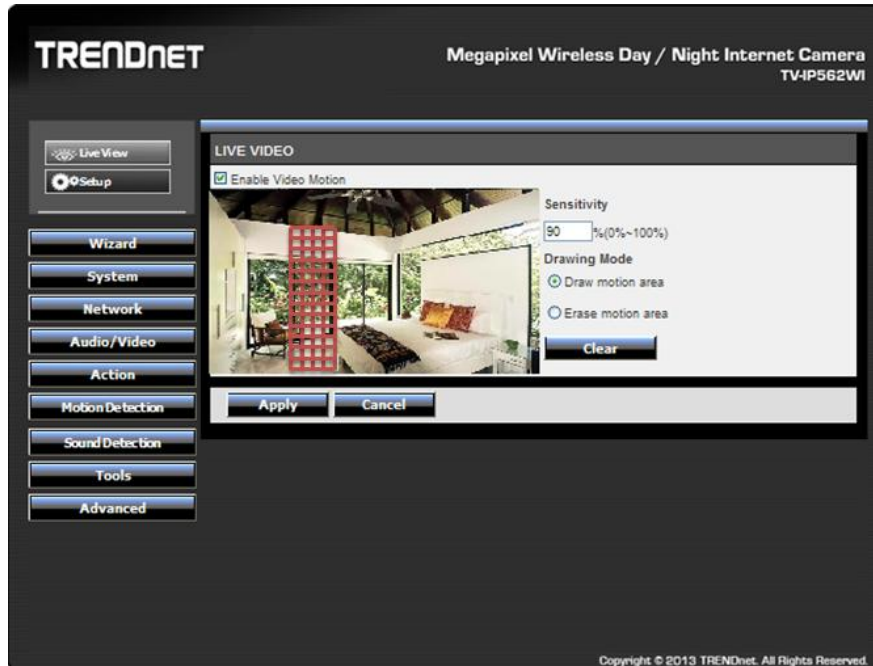 TRENDnet
Megapixel Wireless Day / Night Internet Camera
TV-IP562WI
Live View
Setup
Wizard
System
Network
Audio/Video
Action
Motion Detection
Sound Detection
Tools
Advanced
LIVE VIDEO
Enable Video Motion
Sensitivity
90 %(0%~100%)
Drawing Mode
Draw motion area
Erase motion area
Clear
Apply Cancel
Copyright © 2013 TRENDnet. All Rights Reserved.